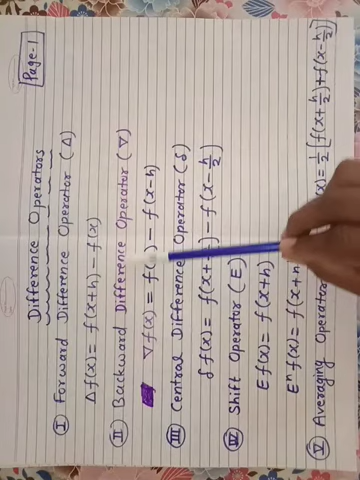 Page-1
Difference Operators
I Forward Difference Operator (Δ)
Δf(x) = f(x+h) - f(x)
II Backward Difference Operator (∇)
∇f(x) = f( ) - f(x-h)
III Central Difference Operator (δ)
δf(x) = f(x+ ) - f(x-h/2)
IV Shift Operator (E)
Ef(x) = f(x+h)
Eⁿf(x) = f(x+n
V Averaging Operator (x) = 1/2 [f(x+h/2)+f(x-h/2)